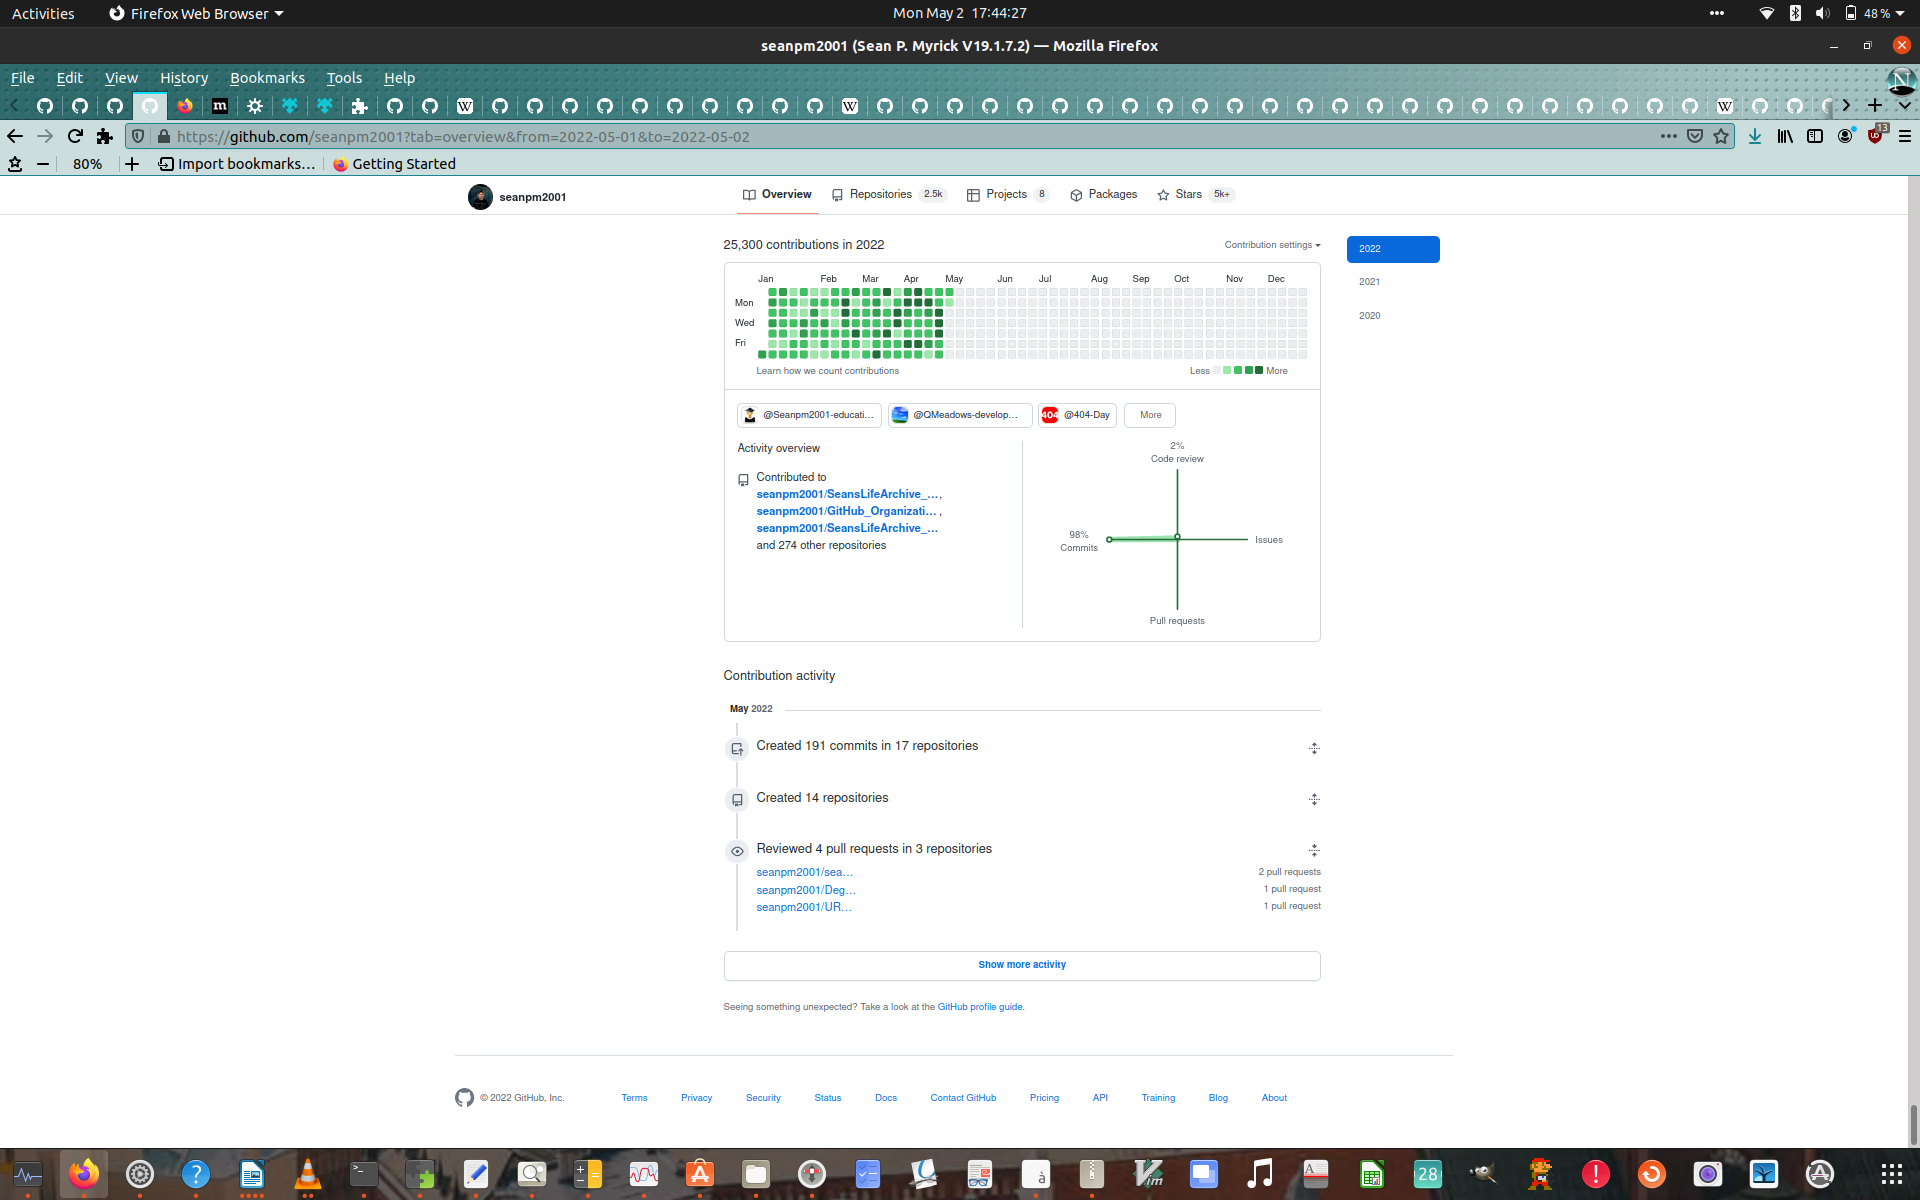 Activities
Firefox Web Browser
Mon May 2 17:44:27
48 %
seanpm2001 (Sean P. Myrick V19.1.7.2) — Mozilla Firefox
File Edit View History Bookmarks Tools Help
https://github.com/seanpm2001?tab=overview&from=2022-05-01&to=2022-05-02
13
80%
Import bookmarks...
Getting Started
seanpm2001
Overview
Repositories 2.5k
Projects 8
Packages
Stars 5k+
25,300 contributions in 2022
Contribution settings
2022
2021
2020
Jan Feb Mar Apr May Jun Jul Aug Sep Oct Nov Dec
Mon
Wed
Fri
Learn how we count contributions
Less
More
@Seanpm2001-educati...
@QMeadows-develop...
404 @404-Day
More
Activity overview
Contributed to
seanpm2001/SeansLifeArchive_...,
seanpm2001/GitHub_Organizati...,
seanpm2001/SeansLifeArchive_...
and 274 other repositories
2%
Code review
98%
Commits
Issues
Pull requests
Contribution activity
May 2022
Created 191 commits in 17 repositories
Created 14 repositories
Reviewed 4 pull requests in 3 repositories
seanpm2001/sea... 2 pull requests
seanpm2001/Deg... 1 pull request
seanpm2001/UR... 1 pull request
Show more activity
Seeing something unexpected? Take a look at the GitHub profile guide.
© 2022 GitHub, Inc.
Terms Privacy Security Status Docs Contact GitHub Pricing API Training Blog About
28